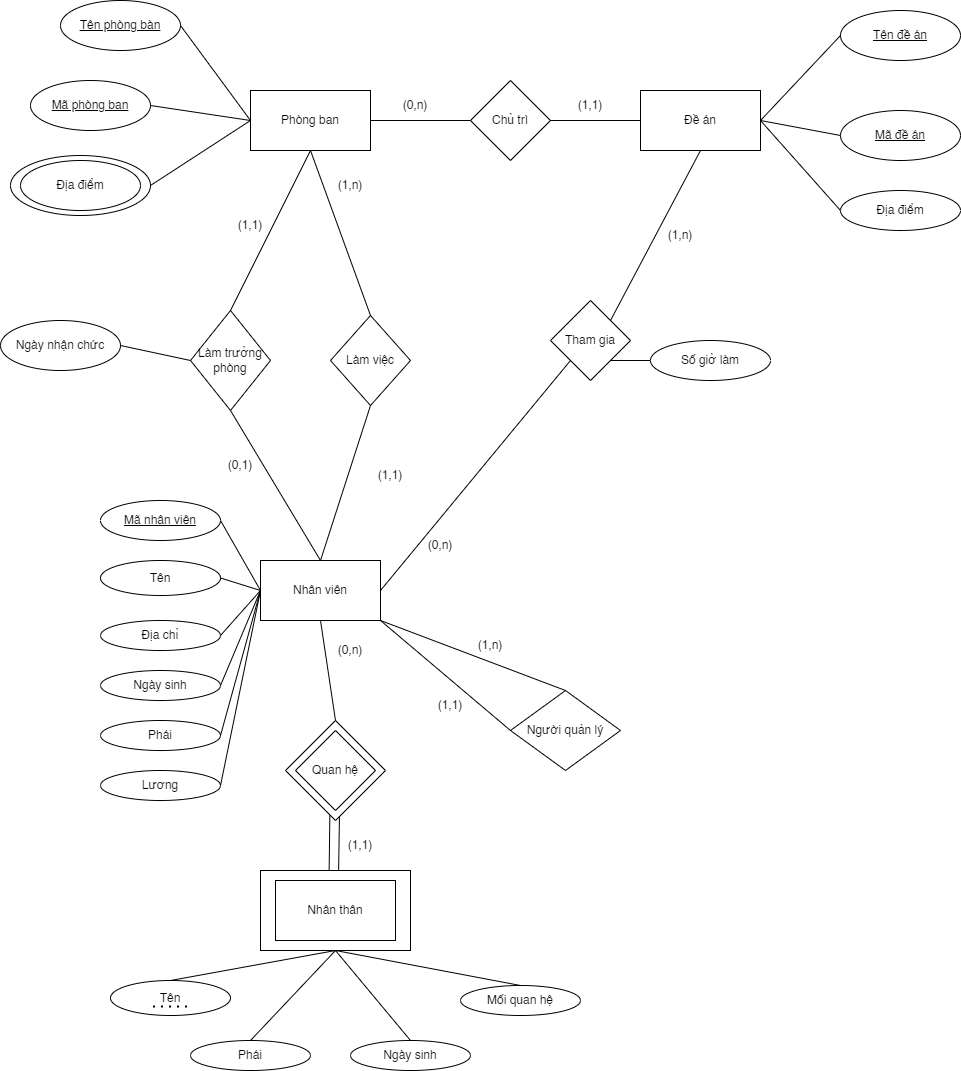 Tên phòng bàn
Tên đề án
Mã phòng ban
(0,n)
(1,1)
Phòng ban
Chủ trì
Đề án
Mã đề án
Địa điểm
(1,n)
Địa điểm
(1,1)
(1,n)
Ngày nhận chức
Làm trưởng
phòng
Làm việc
Tham gia
Số giờ làm
(0,1)
(1,1)
Mã nhân viên
(0,n)
Tên
Nhân viên
Địa chỉ
(0,n)
(1,n)
Ngày sinh
(1,1)
Phái
Người quản lý
Lương
Quan hệ
(1,1)
Nhân thân
Tên
Mối quan hệ
Phái
Ngày sinh